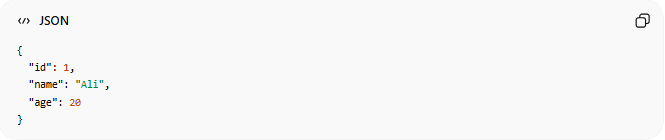 JSON
{
  "id": 1,
  "name": "Ali",
  "age": 20
}